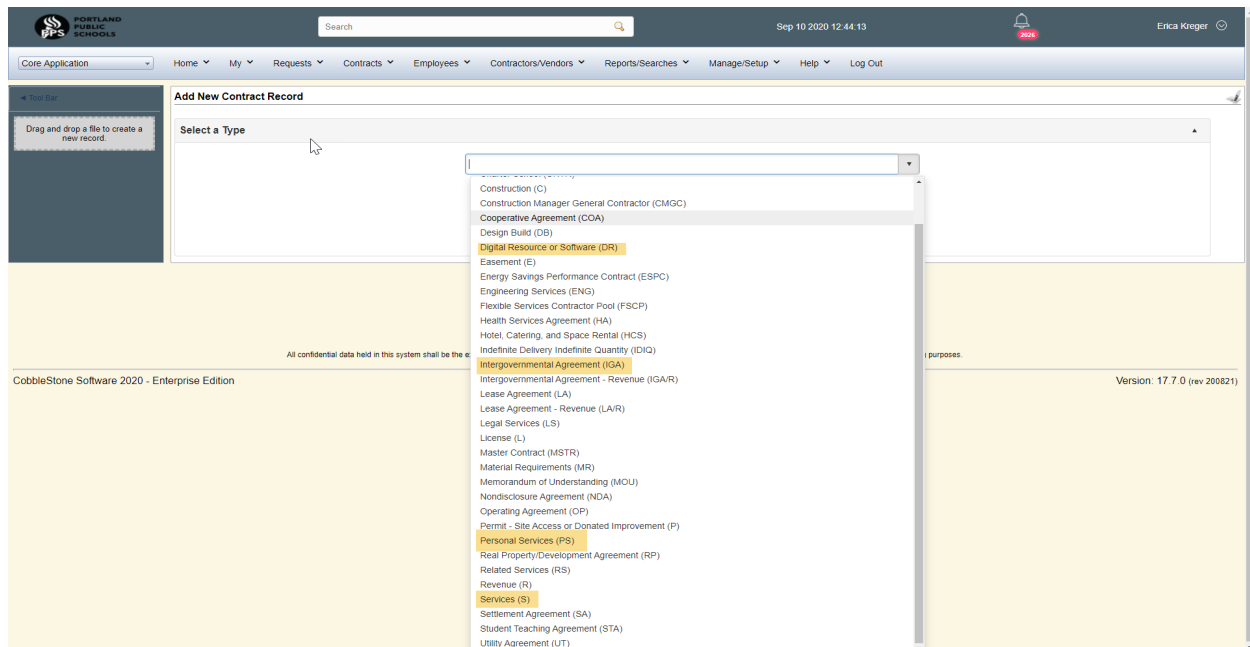 PORTLAND
PUBLIC
SCHOOLS
PPS
Search
Sep 10 2020 12:44:13
2026
Erica Kreger
Core Application
Home
My
Requests
Contracts
Employees
Contractors/Vendors
Reports/Searches
Manage/Setup
Help
Log Out
Tool Bar
Drag and drop a file to create a
new record.
Add New Contract Record
Select a Type
Construction (C)
Construction Manager General Contractor (CMGC)
Cooperative Agreement (COA)
Design Build (DB)
Digital Resource or Software (DR)
Easement (E)
Energy Savings Performance Contract (ESPC)
Engineering Services (ENG)
Flexible Services Contractor Pool (FSCP)
Health Services Agreement (HA)
Hotel, Catering, and Space Rental (HCS)
Indefinite Delivery Indefinite Quantity (IDIQ)
Intergovernmental Agreement (IGA)
Intergovernmental Agreement - Revenue (IGA/R)
Lease Agreement (LA)
Lease Agreement - Revenue (LA/R)
Legal Services (LS)
License (L)
Master Contract (MSTR)
Material Requirements (MR)
Memorandum of Understanding (MOU)
Nondisclosure Agreement (NDA)
Operating Agreement (OP)
Permit - Site Access or Donated Improvement (P)
Personal Services (PS)
Real Property/Development Agreement (RP)
Related Services (RS)
Revenue (R)
Services (S)
Settlement Agreement (SA)
Student Teaching Agreement (STA)
Utility Agreement (UT)
All confidential data held in this system shall be the e
purposes.
CobbleStone Software 2020 - Enterprise Edition
Version: 17.7.0 (rev 200821)